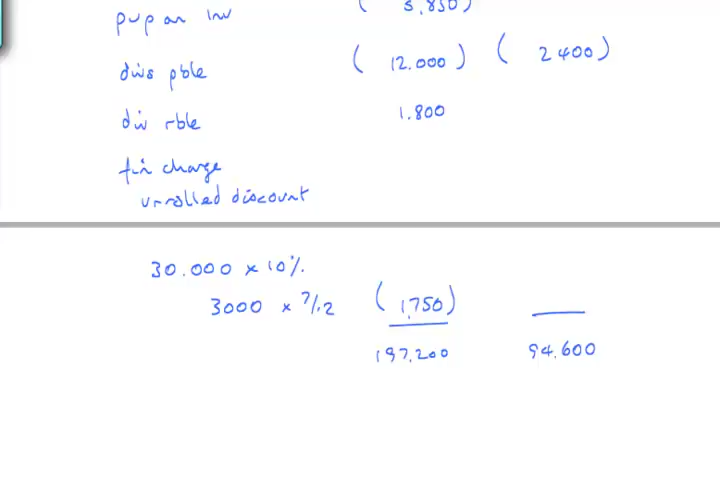 pup on inv ( 3,850)
divs pble ( 12.000 ) ( 2400 )
div rble 1.800
fin charge
unrolled discount
30.000 × 10%
3000 × 7/12 ( 1,750)
197,200 94.600